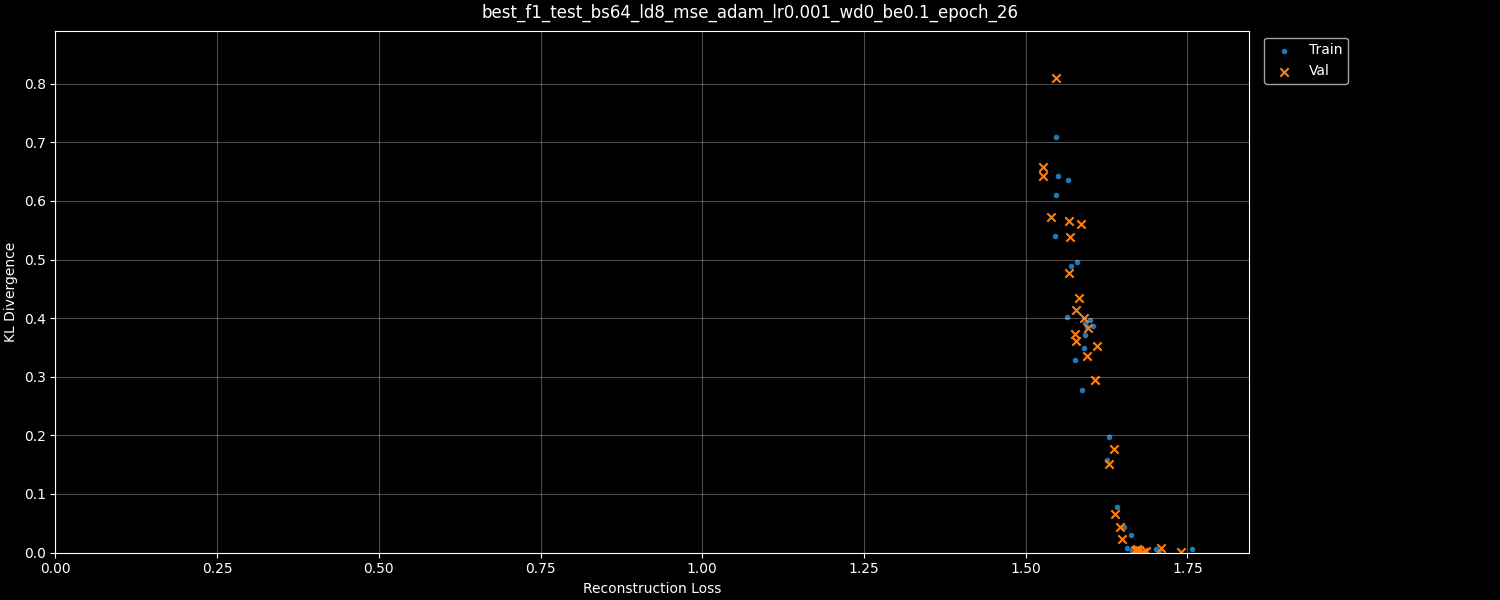 best_f1_test_bs64_ld8_mse_adam_lr0.001_wd0_be0.1_epoch_26
Train
Val
KL Divergence
0.8
0.7
0.6
0.5
0.4
0.3
0.2
0.1
0.0
0.00 0.25 0.50 0.75 1.00 1.25 1.50 1.75
Reconstruction Loss